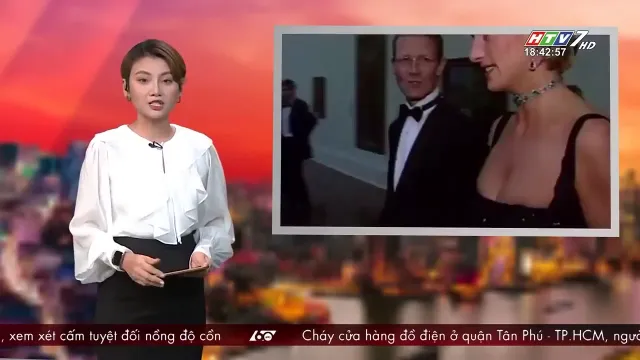 HTV7 HD
18:42:57
, xem xét cấm tuyệt đối nồng độ cồn 60 Cháy cửa hàng đồ điện ở quận Tân Phú - TP.HCM, ngư